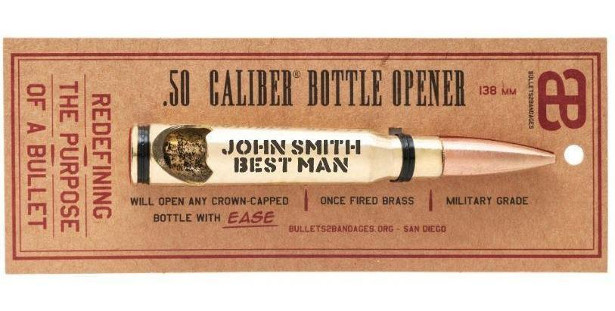 REDEFINING
THE PURPOSE
OF A BULLET
.50 CALIBER® BOTTLE OPENER
138 MM
BULLETS2BANDAGES
JOHN SMITH
BEST MAN
WILL OPEN ANY CROWN-CAPPED
BOTTLE WITH EASE
ONCE FIRED BRASS
MILITARY GRADE
BULLETS2BANDAGES.ORG - SAN DIEGO